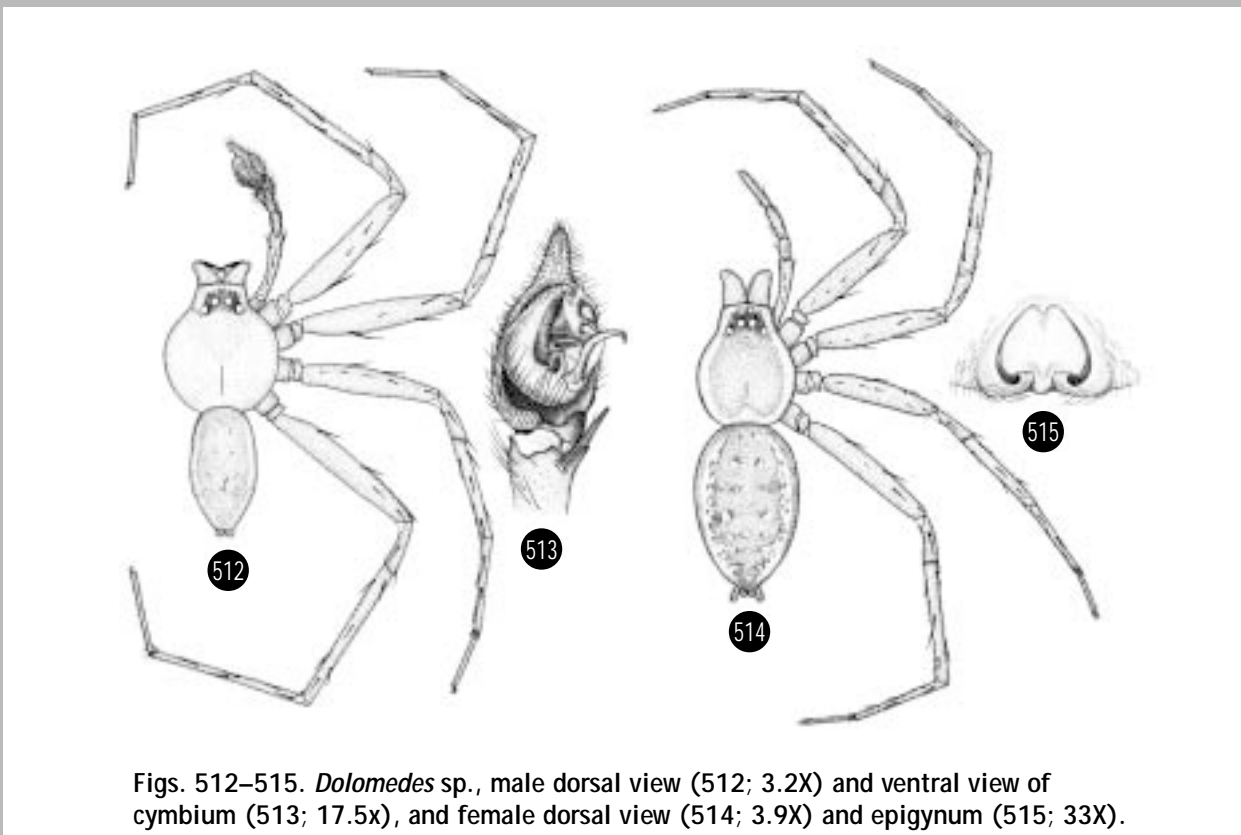 512
513
514
515
Figs. 512–515. Dolomedes sp., male dorsal view (512; 3.2X) and ventral view of
cymbium (513; 17.5x), and female dorsal view (514; 3.9X) and epigynum (515; 33X).